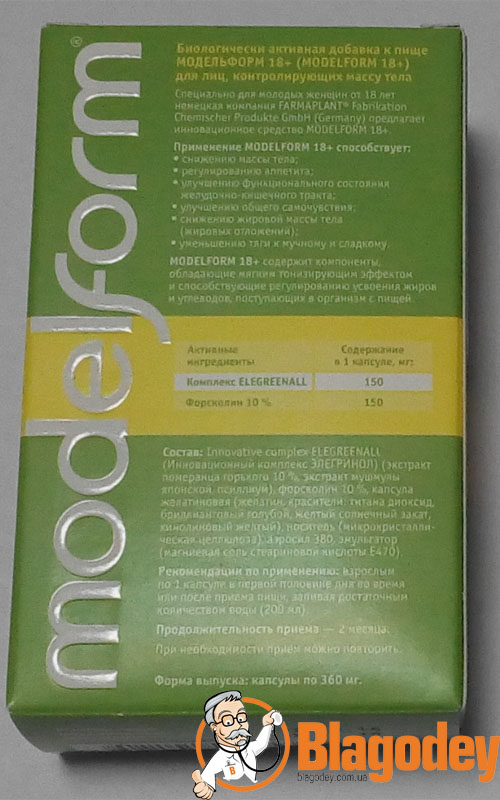 modelform®
Биологически активная добавка к пище
МОДЕЛЬФОРМ 18+ (MODELFORM 18+)
для лиц, контролирующих массу тела
Специально для молодых женщин от 18 лет
немецкая компания FARMAPLANT® Fabrikation
Chemischer Produkte GmbH (Germany) предлагает
инновационное средство MODELFORM 18+.
Применение MODELFORM 18+ способствует:
• снижению массы тела;
• регулированию аппетита;
• улучшению функционального состояния
желудочно-кишечного тракта;
• улучшению общего самочувствия;
• снижению жировой массы тела
(жировых отложений);
• уменьшению тяги к мучному и сладкому.
MODELFORM 18+ содержит компоненты,
обладающие мягким тонизирующим эффектом
и способствующие регулированию усвоения жиров
и углеводов, поступающих в организм с пищей.
Активные Содержание
ингредиенты в 1 капсуле, мг:
Комплекс ELEGREENALL 150
Форсколин 10 % 150
Состав: Innovative complex ELEGREENALL
(Инновационный комплекс ЭЛЕГРИНОЛ) (экстракт
померанца горького 10 %, экстракт мушмулы
японской, псиллиум), форсколин 10 %, капсула
желатиновая (желатин, красители: титана диоксид,
бриллиантовый голубой, желтый солнечный закат,
хинолиновый желтый), носитель (микрокристалли-
ческая целлюлоза), аэросил 380, эмульгатор
(магниевая соль стеариновой кислоты Е470).
Рекомендации по применению: взрослым
по 1 капсуле в первой половине дня во время
или после приема пищи, запивая достаточным
количеством воды (200 мл).
Продолжительность приема — 2 месяца.
При необходимости прием можно повторить.
Форма выпуска: капсулы по 360 мг.
B
Blagodey
blagodey.com.ua